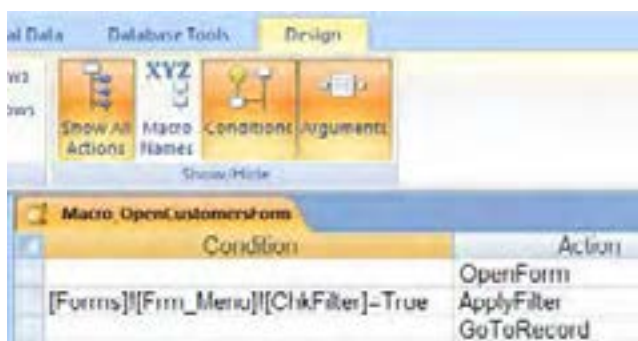 al Data Database Tools Design
ows
Show All Actions
XYZ
Macro Names
Conditions
Arguments
Show/Hide
Macro_OpenCustomersForm
Condition Action
OpenForm
[Forms]![Frm_Menu]![ChkFilter]=True ApplyFilter
GoToRecord